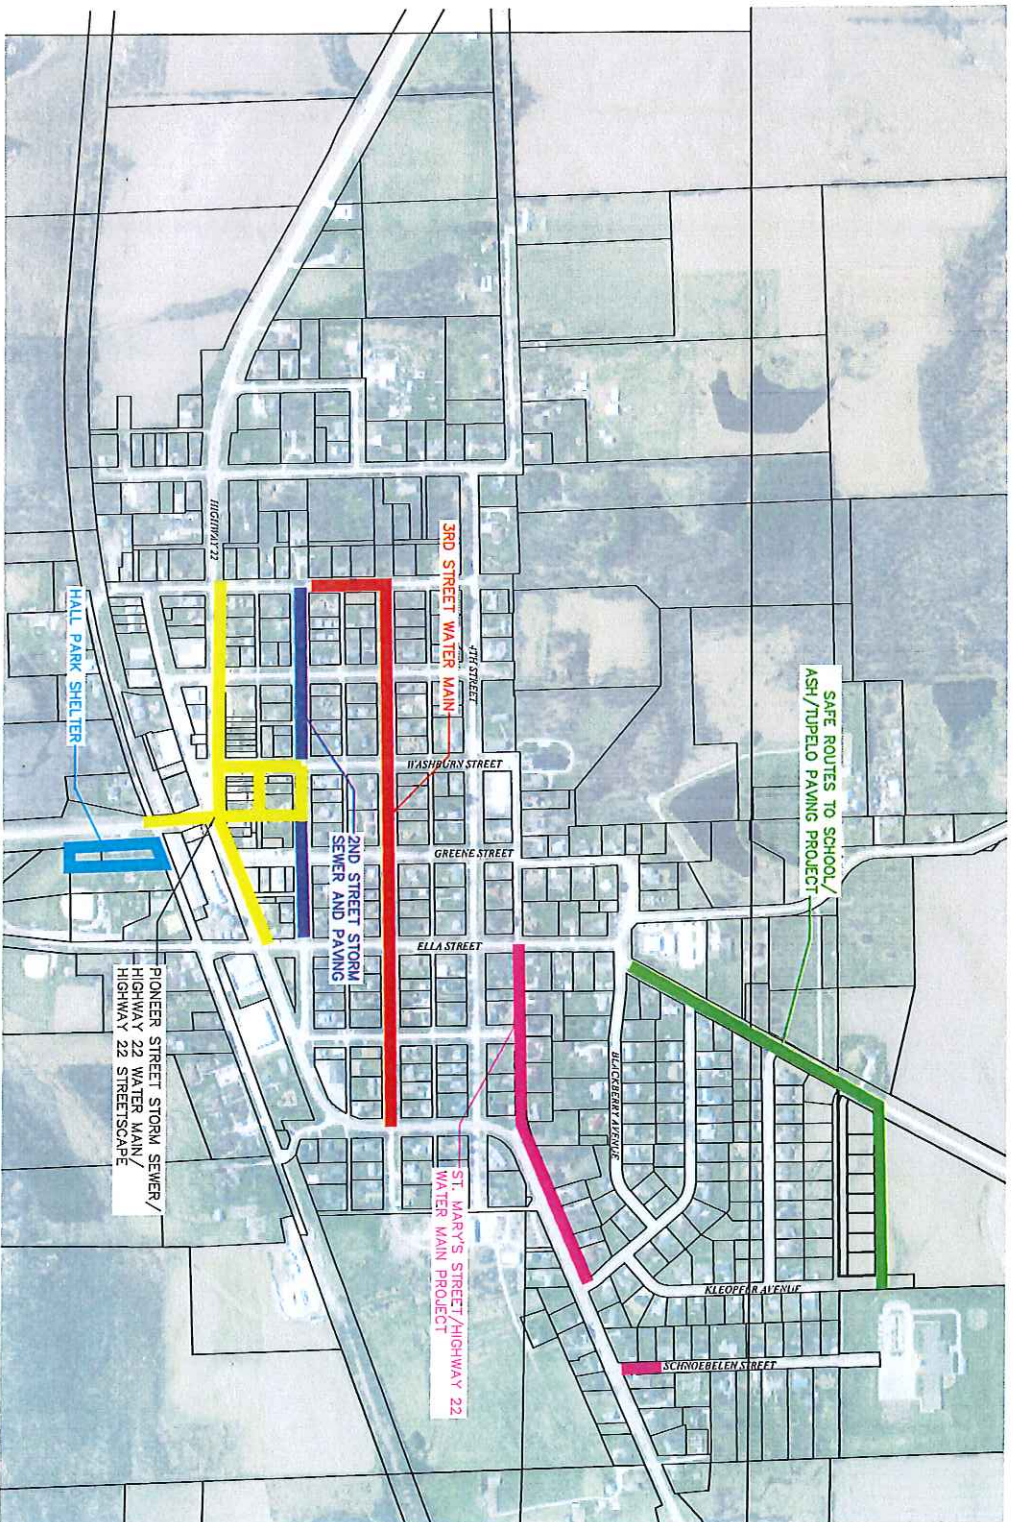 SAFE ROUTES TO SCHOOL/
ASH/TUPELO PAVING PROJECT
3RD STREET WATER MAIN
4TH STREET
HIGHWAY 22
HALL PARK SHELTER
WASHBURN STREET
GREENE STREET
2ND STREET STORM
SEWER AND PAVING
ELLA STREET
BLACKBERRY AVENUE
PIONEER STREET STORM SEWER/
HIGHWAY 22 WATER MAIN/
HIGHWAY 22 STREETSCAPE
ST. MARY'S STREET/HIGHWAY 22
WATER MAIN PROJECT
KLEOPFER AVENUE
SCHNOEBELEN STREET